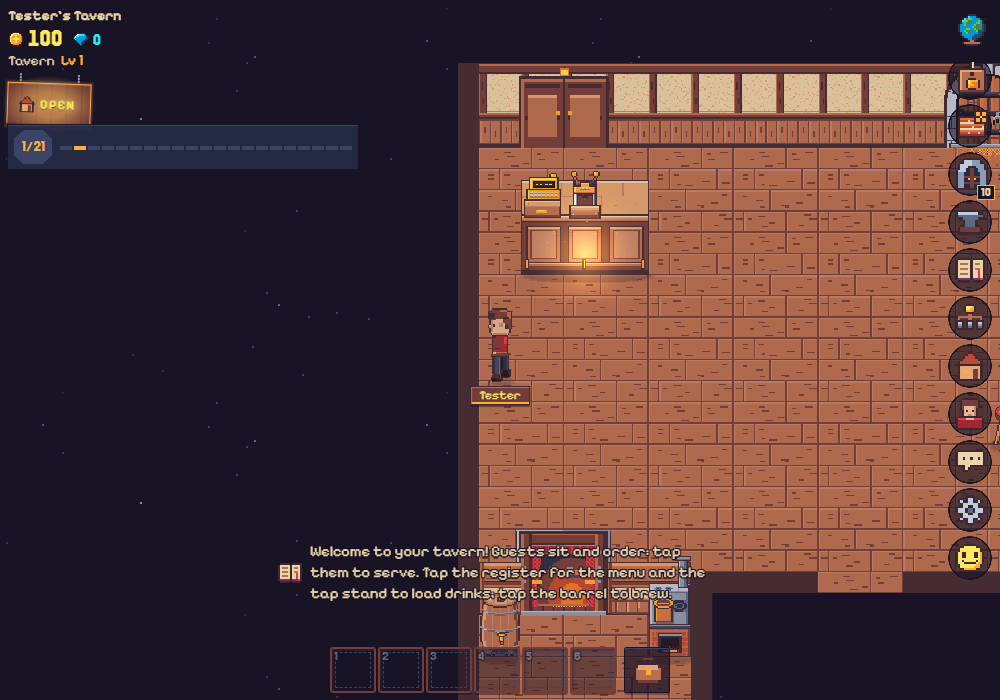 Tester's Tavern
100 0
Tavern Lv 1
OPEN
1/21
10
Tester
Welcome to your tavern! Guests sit and order: tap
them to serve. Tap the register for the menu and the
tap stand to load drinks; tap the barrel to brew.
1 2 3 4 5 6